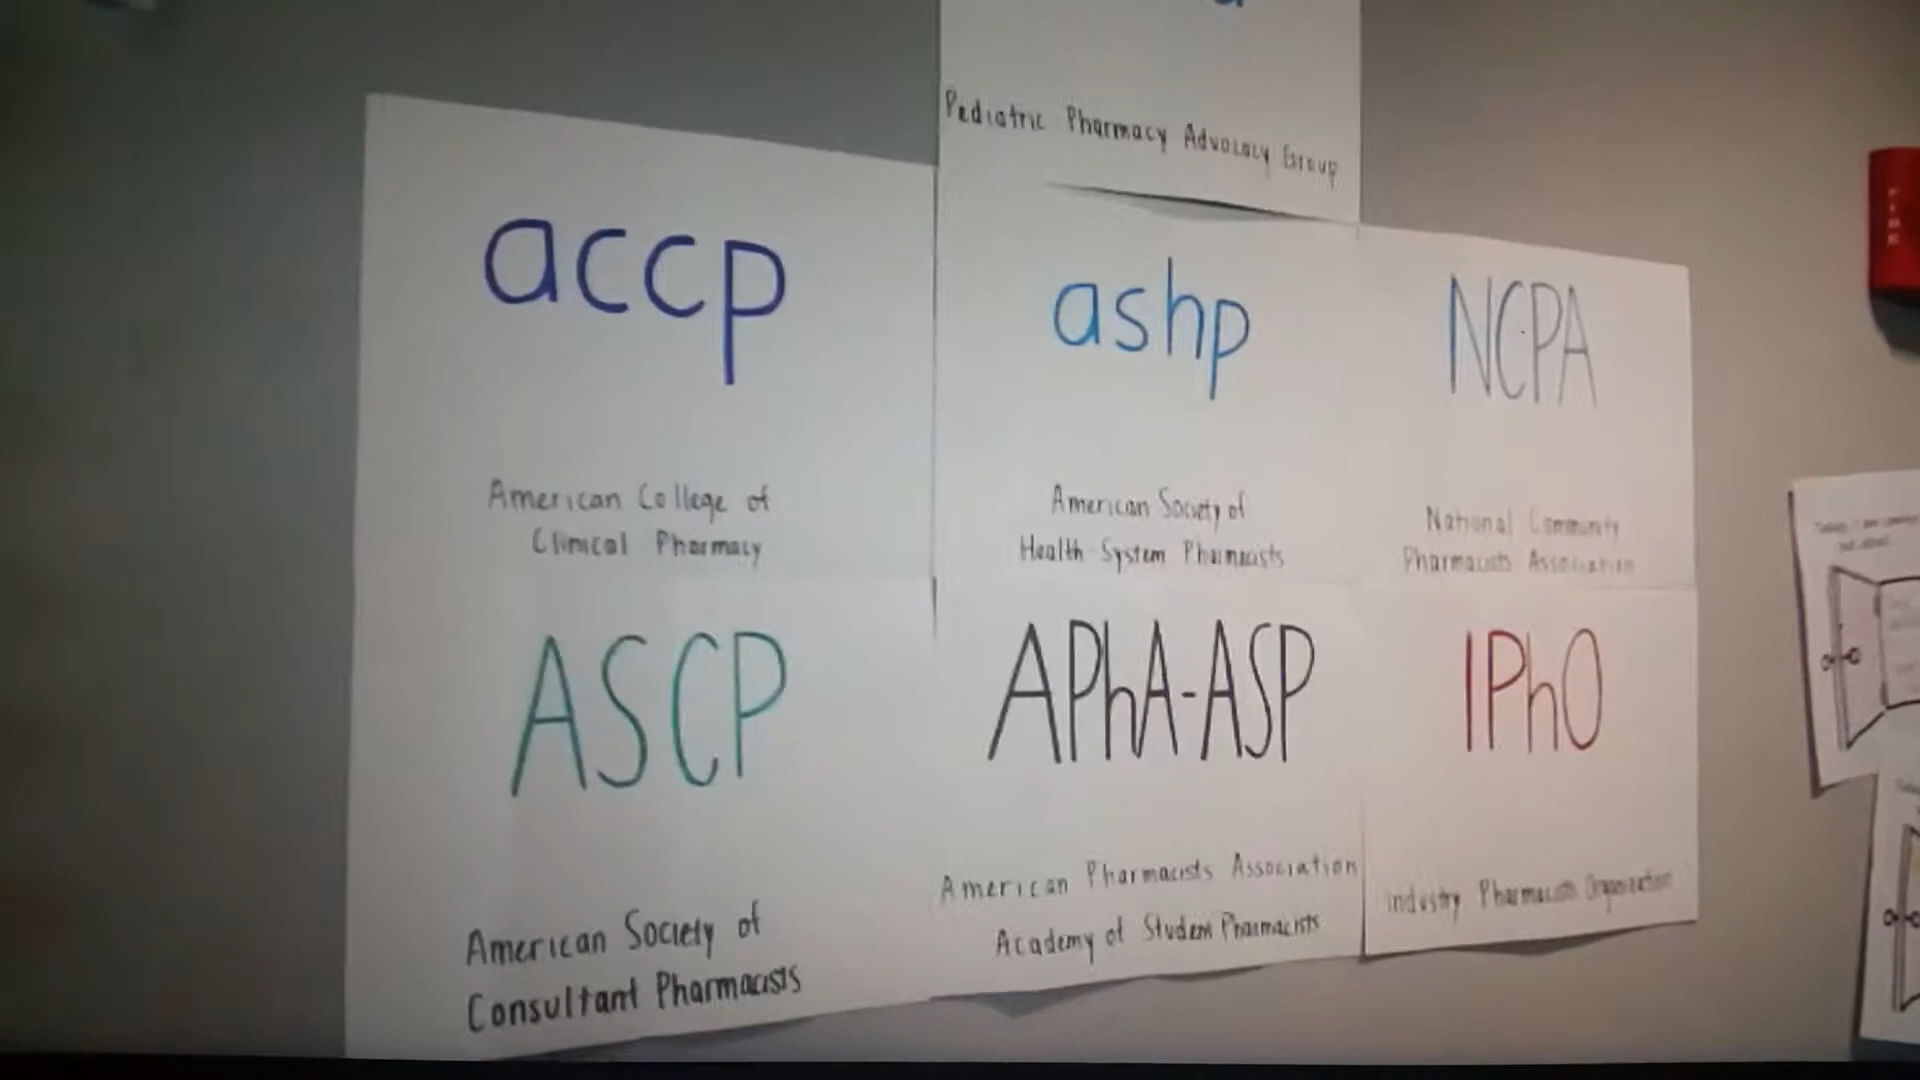 Pediatric Pharmacy Advocacy Group
accp
American College of
Clinical Pharmacy
ashp
American Society of
Health-System Pharmacists
NCPA
National Community
Pharmacists Association
ASCP
American Society of
Consultant Pharmacists
APhA-ASP
American Pharmacists Association
Academy of Student Pharmacists
IPhO
Industry Pharmacists Organization